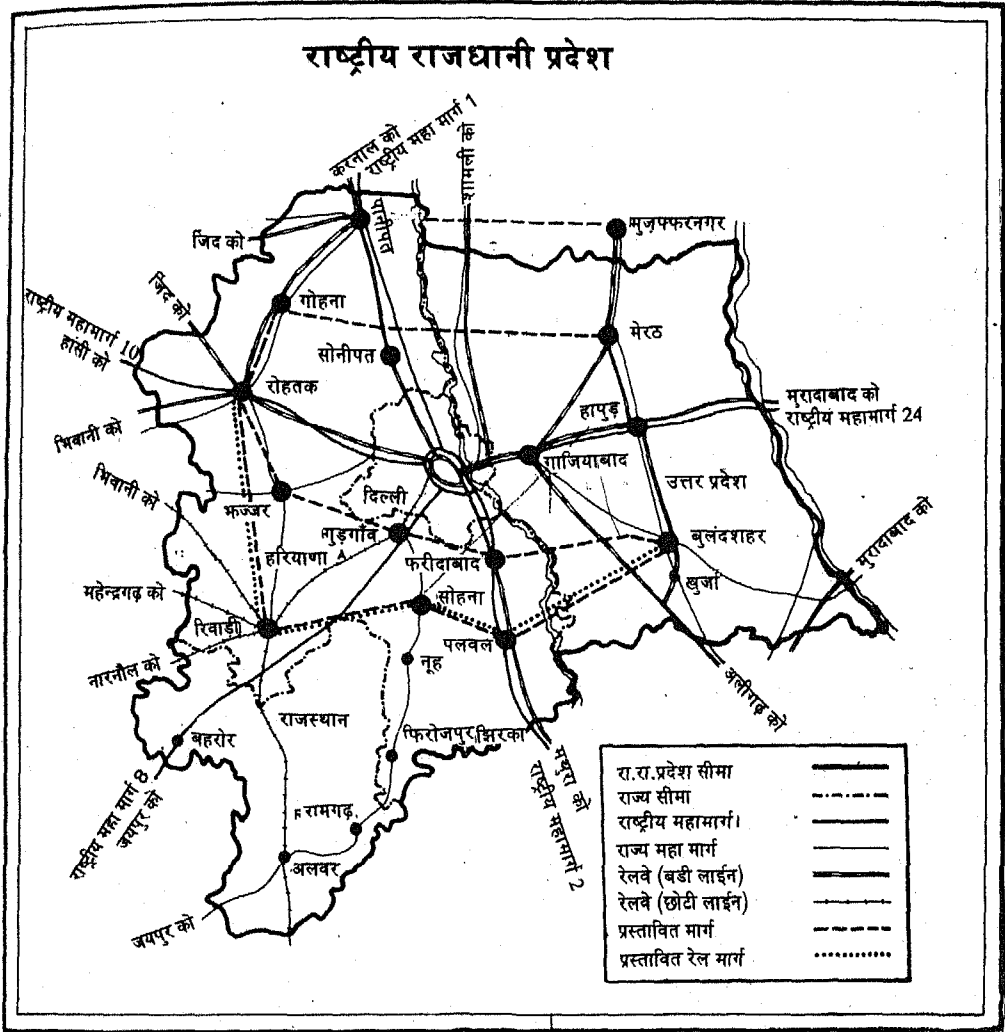 राष्ट्रीय राजधानी प्रदेश
करनाल को
राष्ट्रीय महा मार्ग 1
शामली को
पानीपत
मुज़फ्फरनगर
जिंद को
जिंद को
गोहना
राष्ट्रीय महामार्ग 10
हांसी को
सोनीपत
मेरठ
रोहतक
मुरादाबाद को
राष्ट्रीय महामार्ग 24
हापुड़
भिवानी को
गाजियाबाद
भिवानी को
दिल्ली
उत्तर प्रदेश
झज्जर
मुरादाबाद को
गुड़गाँव
बुलंदशहर
हरियाणा
फरीदाबाद
खुर्जा
महेन्द्रगढ़ को
सोहना
रिवाड़ी
पलवल
नारनौल को
नूह
अलीगढ़ को
राजस्थान
बहरोर
फिरोजपुर झिरका
मथुरा को
राष्ट्रीय महामार्ग 2
राष्ट्रीय महा मार्ग 8
जयपुर को
रामगढ़
अलवर
जयपुर को
रा.रा.प्रदेश सीमा
राज्य सीमा
राष्ट्रीय महामार्ग।
राज्य महा मार्ग
रेलवे (बडी लाईन)
रेलवे (छोटी लाईन)
प्रस्तावित मार्ग
प्रस्तावित रेल मार्ग